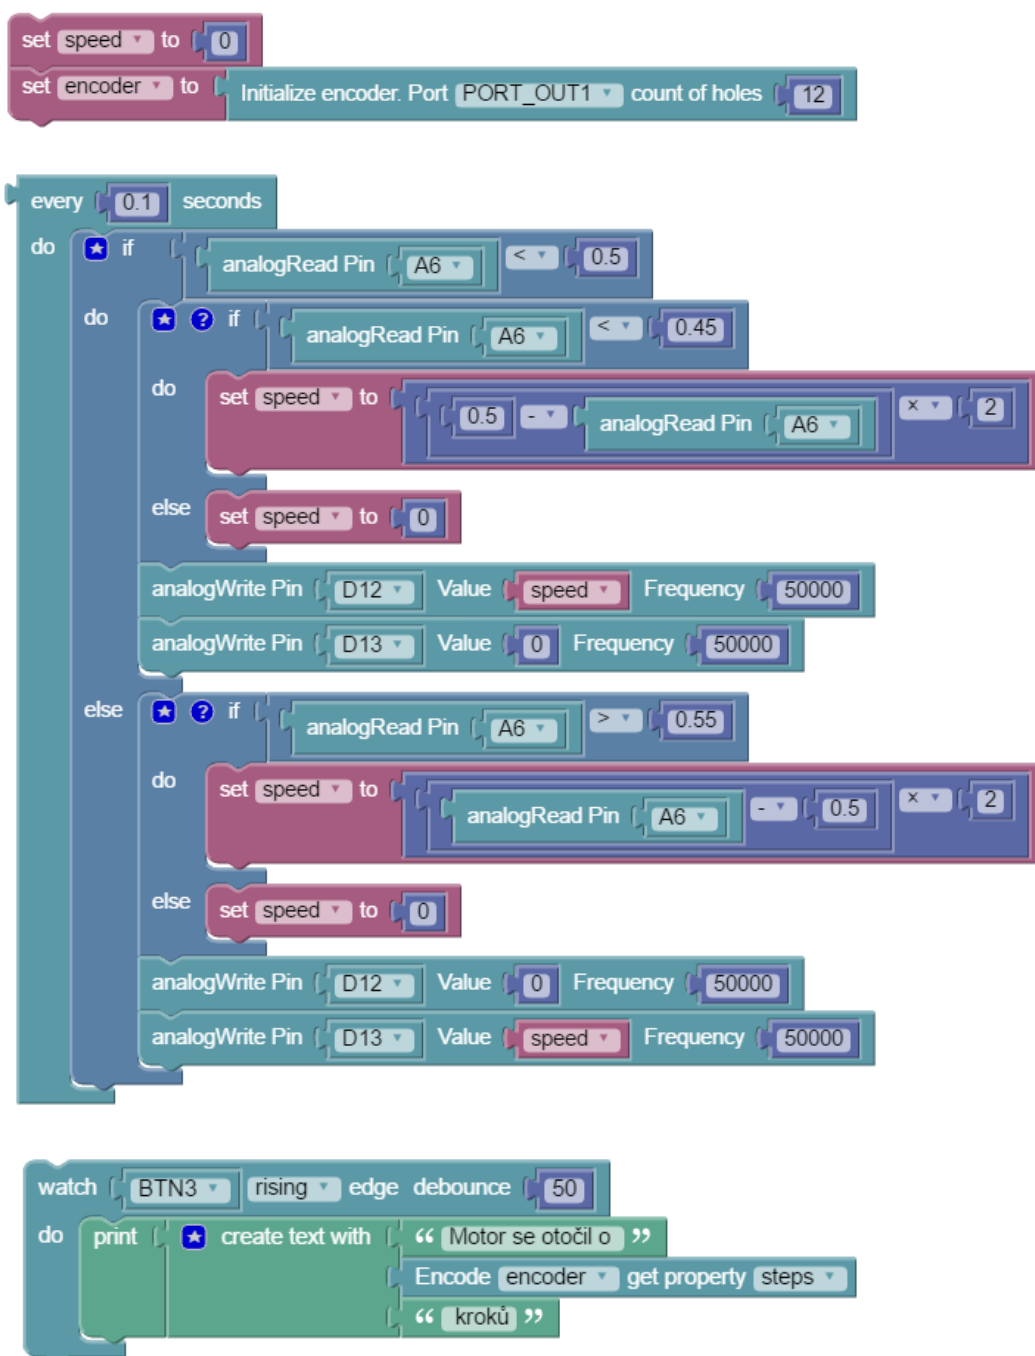 set speed to 0
set encoder to Initialize encoder. Port PORT_OUT1 count of holes 12
every 0.1 seconds
do if analogRead Pin A6 < 0.5
do ? if analogRead Pin A6 < 0.45
do set speed to 0.5 - analogRead Pin A6 × 2
else set speed to 0
analogWrite Pin D12 Value speed Frequency 50000
analogWrite Pin D13 Value 0 Frequency 50000
else ? if analogRead Pin A6 > 0.55
do set speed to analogRead Pin A6 - 0.5 × 2
else set speed to 0
analogWrite Pin D12 Value 0 Frequency 50000
analogWrite Pin D13 Value speed Frequency 50000
watch BTN3 rising edge debounce 50
do print create text with “ Motor se otočil o ”
Encode encoder get property steps
“ kroků ”